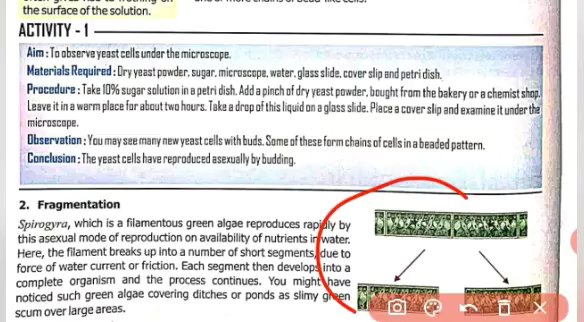 the surface of the solution.
ACTIVITY - 1
Aim : To observe yeast cells under the microscope.
Materials Required : Dry yeast powder, sugar, microscope, water, glass slide, cover slip and petri dish.
Procedure : Take 10% sugar solution in a petri dish. Add a pinch of dry yeast powder, bought from the bakery or a chemist shop.
Leave it in a warm place for about two hours. Take a drop of this liquid on a glass slide. Place a cover slip and examine it under the
microscope.
Observation : You may see many new yeast cells with buds. Some of these form chains of cells in a beaded pattern.
Conclusion : The yeast cells have reproduced asexually by budding.
2. Fragmentation
Spirogyra, which is a filamentous green algae reproduces rapidly by
this asexual mode of reproduction on availability of nutrients in water.
Here, the filament breaks up into a number of short segments, due to
force of water current or friction. Each segment then develops into a
complete organism and the process continues. You might have
noticed such green algae covering ditches or ponds as slimy green
scum over large areas.